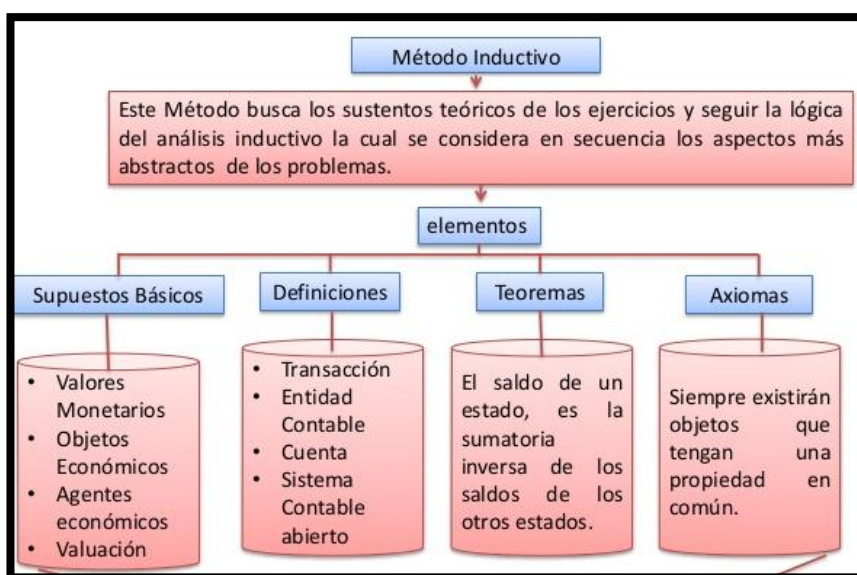 Método Inductivo
Este Método busca los sustentos teóricos de los ejercicios y seguir la lógica
del análisis inductivo la cual se considera en secuencia los aspectos más
abstractos de los problemas.
elementos
Supuestos Básicos
Definiciones
Teoremas
Axiomas
• Valores
Monetarios
• Objetos
Económicos
• Agentes
económicos
• Valuación
• Transacción
• Entidad
Contable
• Cuenta
• Sistema
Contable
abierto
El saldo de un
estado, es la
sumatoria
inversa de los
saldos de los
otros estados.
Siempre existirán
objetos que
tengan una
propiedad en
común.